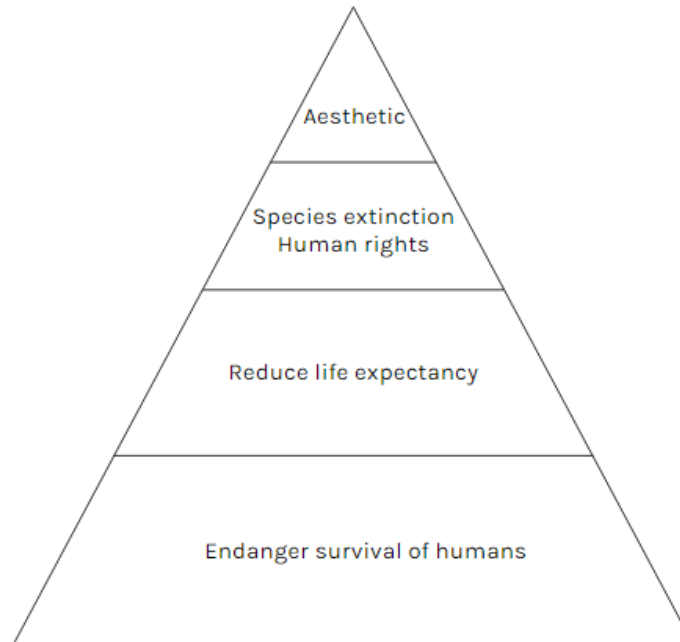 Aesthetic
Species extinction
Human rights
Reduce life expectancy
Endanger survival of humans